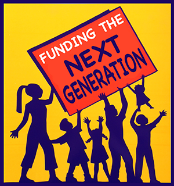 FUNDING THE
NEXT
GENERATION